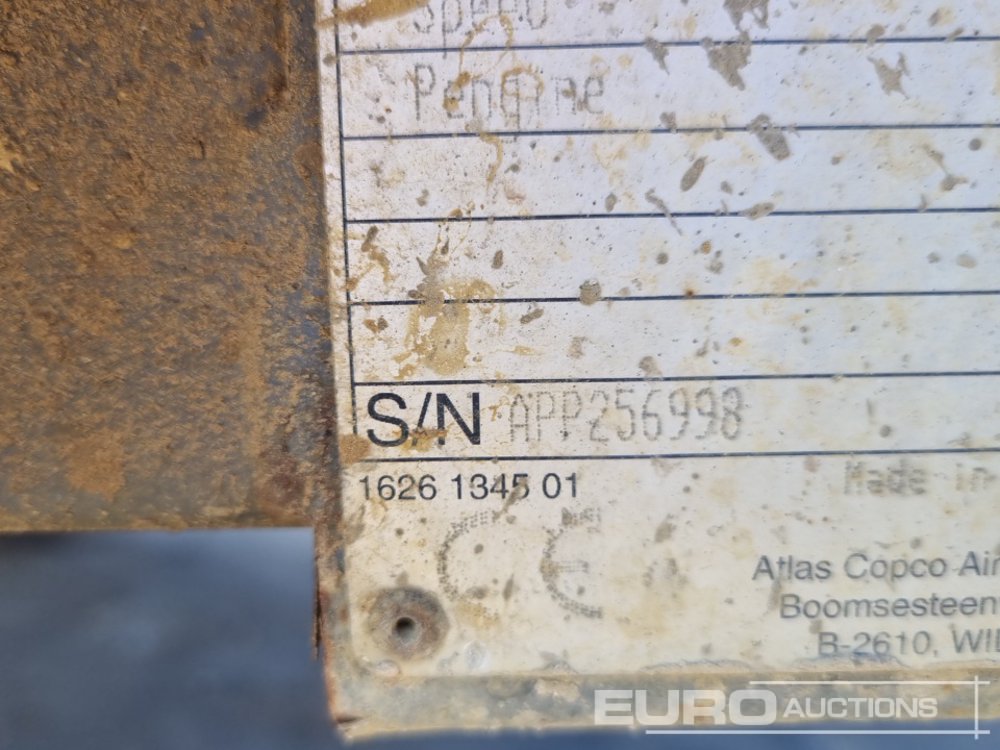 Speed
Pengine
S/N APP256998
1626 1345 01
Made in
CE
Atlas Copco Air
Boomsesteen
B-2610, WIL
EURO AUCTIONS